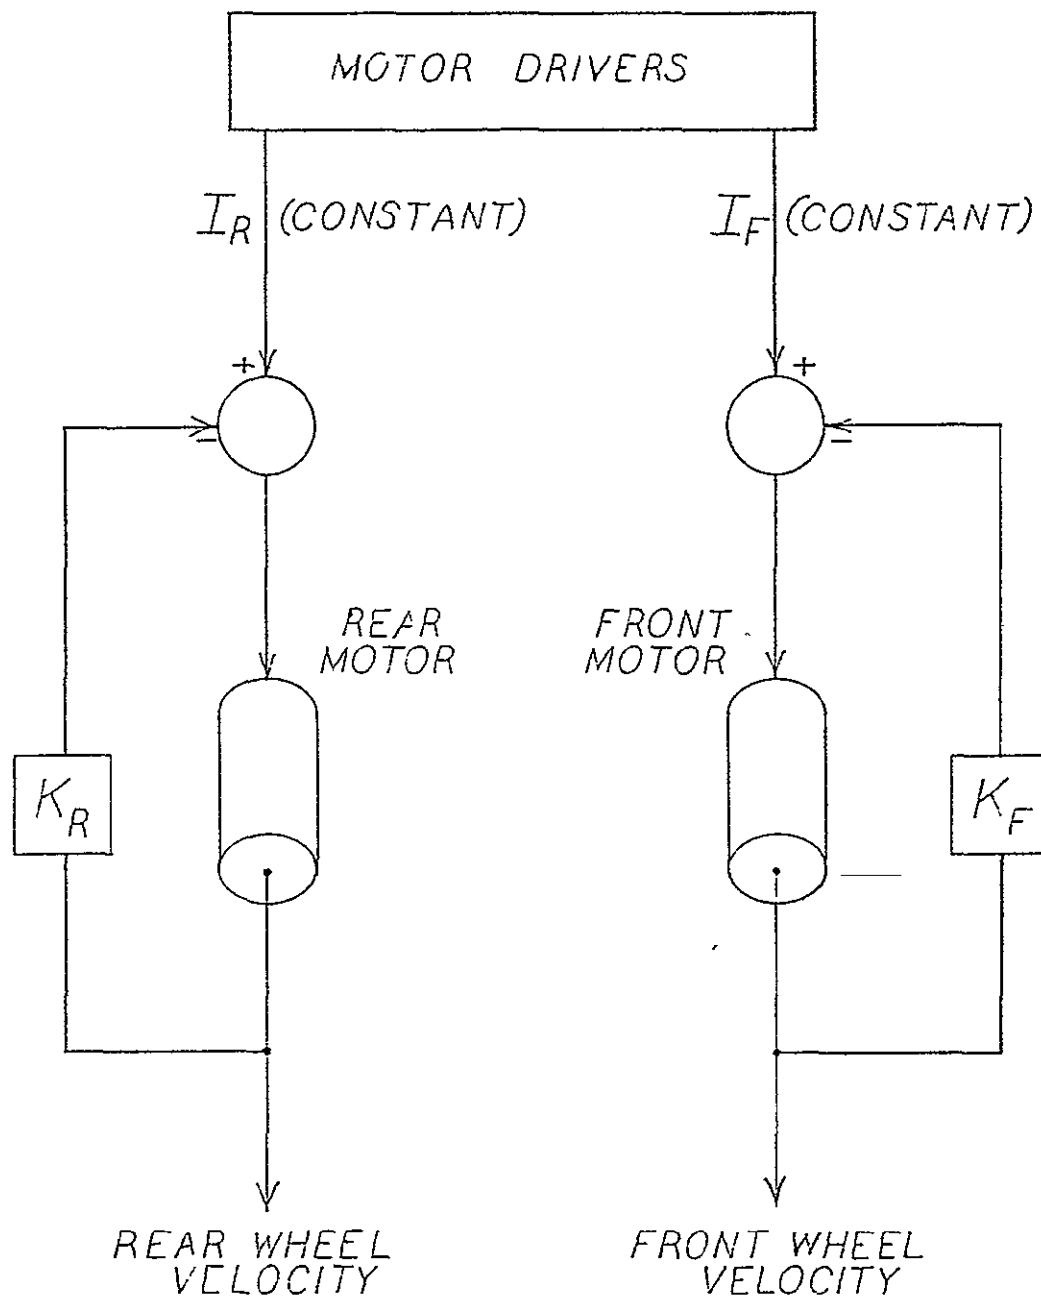 MOTOR DRIVERS
I_R (CONSTANT)
I_F (CONSTANT)
+
+
−
−
REAR
MOTOR
FRONT
MOTOR
K_R
K_F
REAR WHEEL
VELOCITY
FRONT WHEEL
VELOCITY